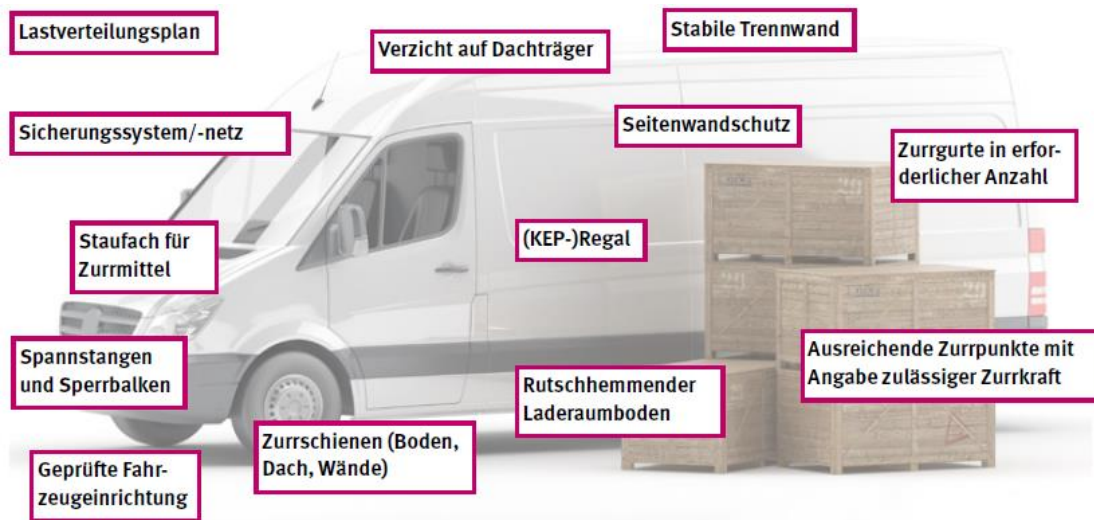 Lastverteilungsplan
Verzicht auf Dachträger
Stabile Trennwand
Sicherungssystem/-netz
Seitenwandschutz
Zurrgurte in erfor-
derlicher Anzahl
Staufach für
Zurrmittel
(KEP-)Regal
Spannstangen
und Sperrbalken
Rutschhemmender
Laderaumboden
Ausreichende Zurrpunkte mit
Angabe zulässiger Zurrkraft
Zurrschienen (Boden,
Dach, Wände)
Geprüfte Fahr-
zeugeinrichtung